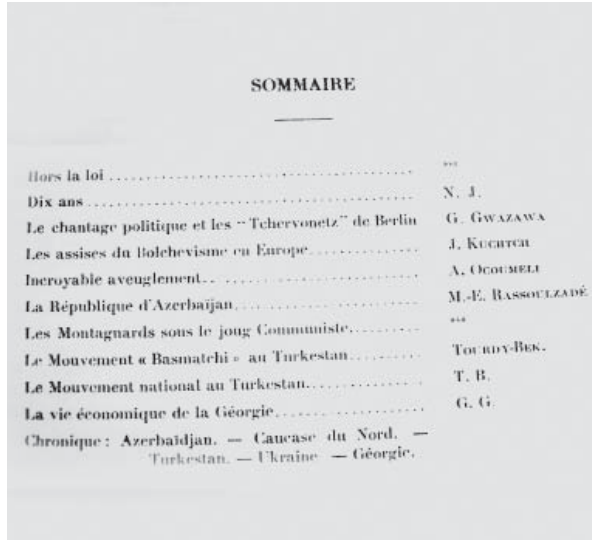 SOMMAIRE
Hors la loi ........................................ ***
Dix ans ........................................ N. J.
Le chantage politique et les "Tchervonetz" de Berlin G. GWAZAWA
Les assises du Bolchevisme en Europe............... J. KUCHTCH
Incroyable aveuglement.............................. A. OCOUMELI
La République d'Azerbaïjan......................... M.-E. RASSOULZADÉ
Les Montagnards sous le joug Communiste.......... ***
Le Mouvement « Basmatchi » au Turkestan.......... TOURDY-BEK.
Le Mouvement national au Turkestan............... T. B.
La vie économique de la Géorgie................... G. G.
Chronique : Azerbaïdjan. — Caucase du Nord. —
Turkestan. — Ukraine — Géorgie.